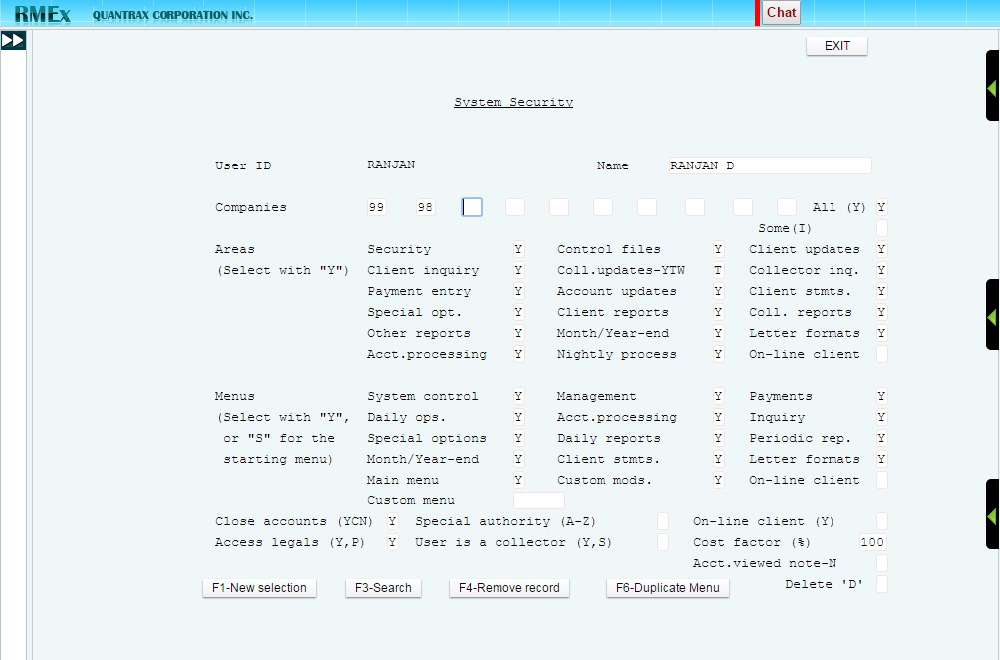 RMEx QUANTRAX CORPORATION INC. Chat
EXIT
System Security
User ID RANJAN Name RANJAN D
Companies 99 98 All (Y) Y
Some(I)
Areas Security Y Control files Y Client updates Y
(Select with "Y") Client inquiry Y Coll.updates-YTW T Collector inq. Y
Payment entry Y Account updates Y Client stmts. Y
Special opt. Y Client reports Y Coll. reports Y
Other reports Y Month/Year-end Y Letter formats Y
Acct.processing Y Nightly process Y On-line client
Menus System control Y Management Y Payments Y
(Select with "Y", Daily ops. Y Acct.processing Y Inquiry Y
or "S" for the Special options Y Daily reports Y Periodic rep. Y
starting menu) Month/Year-end Y Client stmts. Y Letter formats Y
Main menu Y Custom mods. Y On-line client
Custom menu
Close accounts (YCN) Y Special authority (A-Z) On-line client (Y)
Access legals (Y,P) Y User is a collector (Y,S) Cost factor (%) 100
Acct.viewed note-N
Delete 'D'
F1-New selection F3-Search F4-Remove record F6-Duplicate Menu